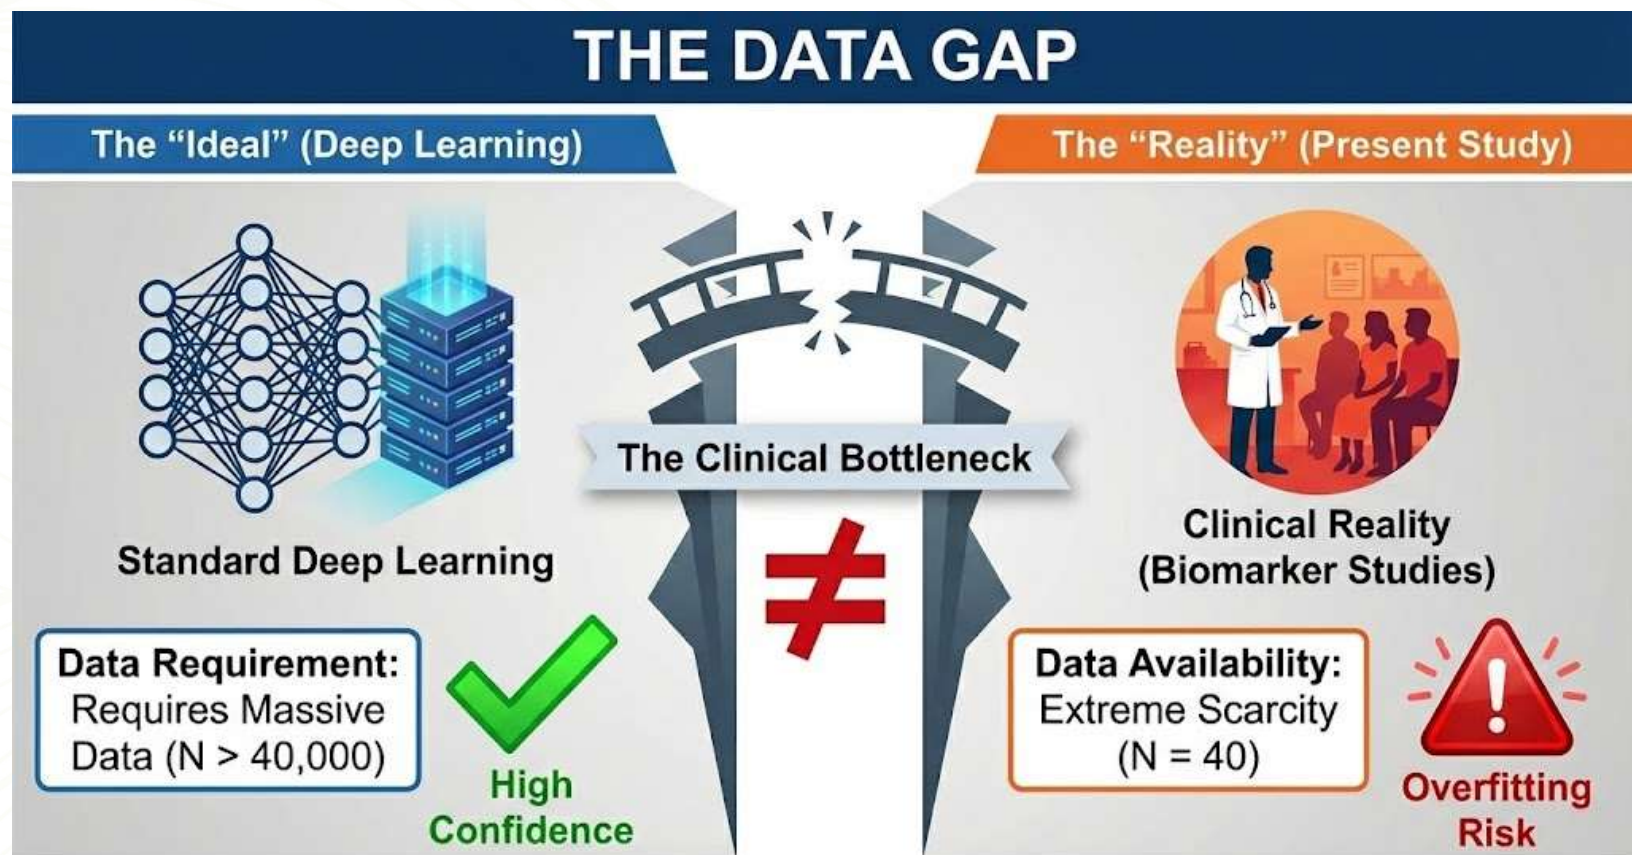 THE DATA GAP
The “Ideal” (Deep Learning)
The “Reality” (Present Study)
The Clinical Bottleneck
Standard Deep Learning
Data Requirement:
Requires Massive
Data (N > 40,000)
High
Confidence
≠
Clinical Reality
(Biomarker Studies)
Data Availability:
Extreme Scarcity
(N = 40)
!
Overfitting
Risk